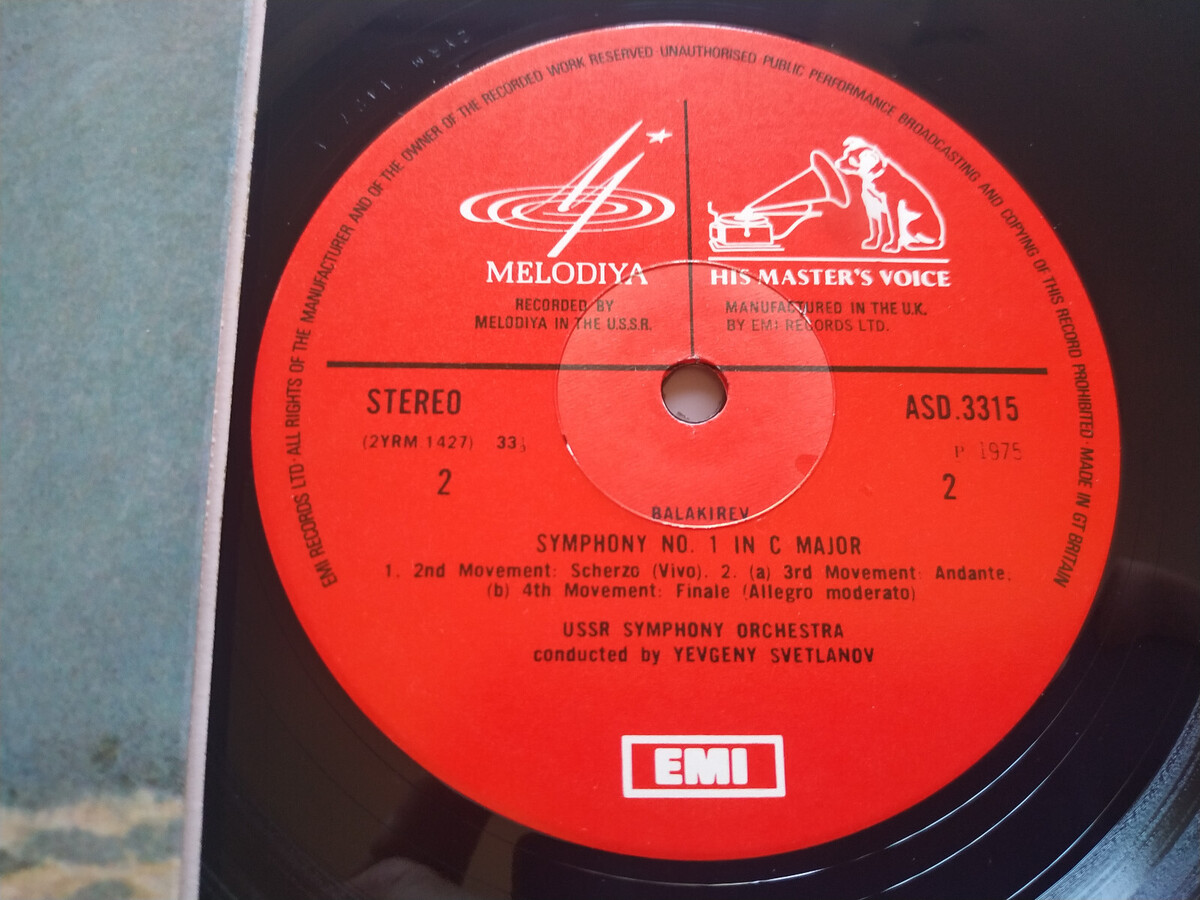 EMI RECORDS LTD · ALL RIGHTS OF THE MANUFACTURER AND OF THE OWNER OF THE RECORDED WORK RESERVED · UNAUTHORISED PUBLIC PERFORMANCE BROADCASTING AND COPYING OF THIS RECORD PROHIBITED · MADE IN GT BRITAIN
MELODIYA
HIS MASTER'S VOICE
RECORDED BY
MELODIYA IN THE U.S.S.R.
MANUFACTURED IN THE U.K.
BY EMI RECORDS LTD.
STEREO
ASD.3315
(2YRM 1427) 33⅓
P 1975
2
2
BALAKIREV
SYMPHONY NO. 1 IN C MAJOR
1. 2nd Movement: Scherzo (Vivo). 2. (a) 3rd Movement: Andante;
(b) 4th Movement: Finale (Allegro moderato)
USSR SYMPHONY ORCHESTRA
conducted by YEVGENY SVETLANOV
EMI